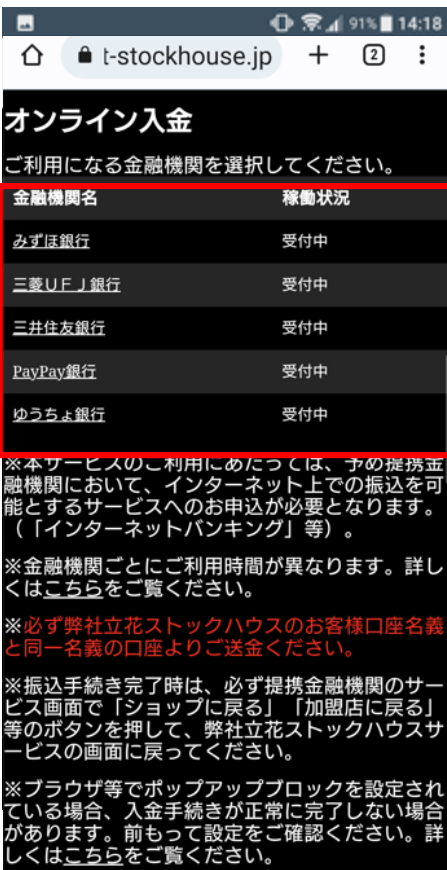 91% 14:18
t-stockhouse.jp + 2
オンライン入金
ご利用になる金融機関を選択してください。
金融機関名 稼働状況
みずほ銀行 受付中
三菱ＵＦＪ銀行 受付中
三井住友銀行 受付中
PayPay銀行 受付中
ゆうちょ銀行 受付中
※本サービスのご利用にあたっては、予め提携金
融機関において、インターネット上での振込を可
能とするサービスへのお申込が必要となります。
（「インターネットバンキング」等）。
※金融機関ごとにご利用時間が異なります。詳し
くはこちらをご覧ください。
※必ず弊社立花ストックハウスのお客様口座名義
と同一名義の口座よりご送金ください。
※振込手続き完了時は、必ず提携金融機関のサー
ビス画面で「ショップに戻る」「加盟店に戻る」
等のボタンを押して、弊社立花ストックハウスサ
ービスの画面に戻ってください。
※ブラウザ等でポップアップブロックを設定され
ている場合、入金手続きが正常に完了しない場合
があります。前もって設定をご確認ください。詳
しくはこちらをご覧ください。